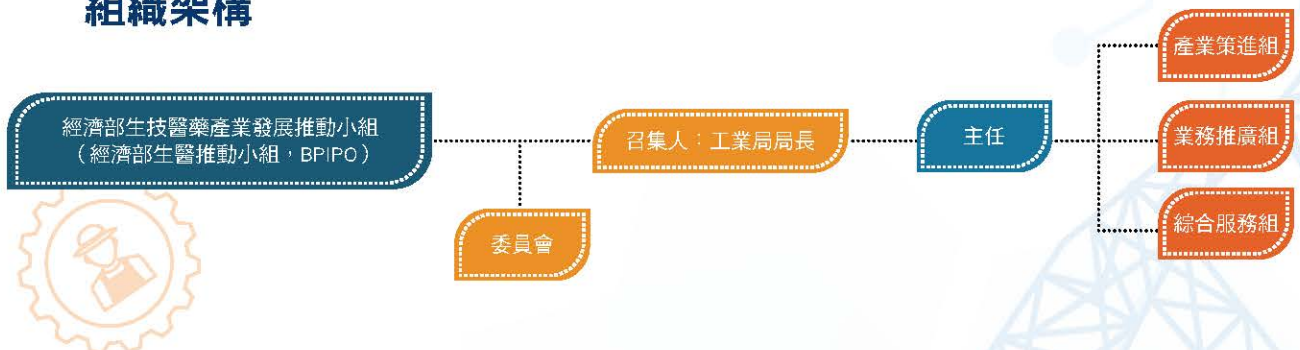 組織架構
經濟部生技醫藥產業發展推動小組
（經濟部生醫推動小組，BPIPO）
委員會
召集人：工業局局長
主任
產業策進組
業務推廣組
綜合服務組